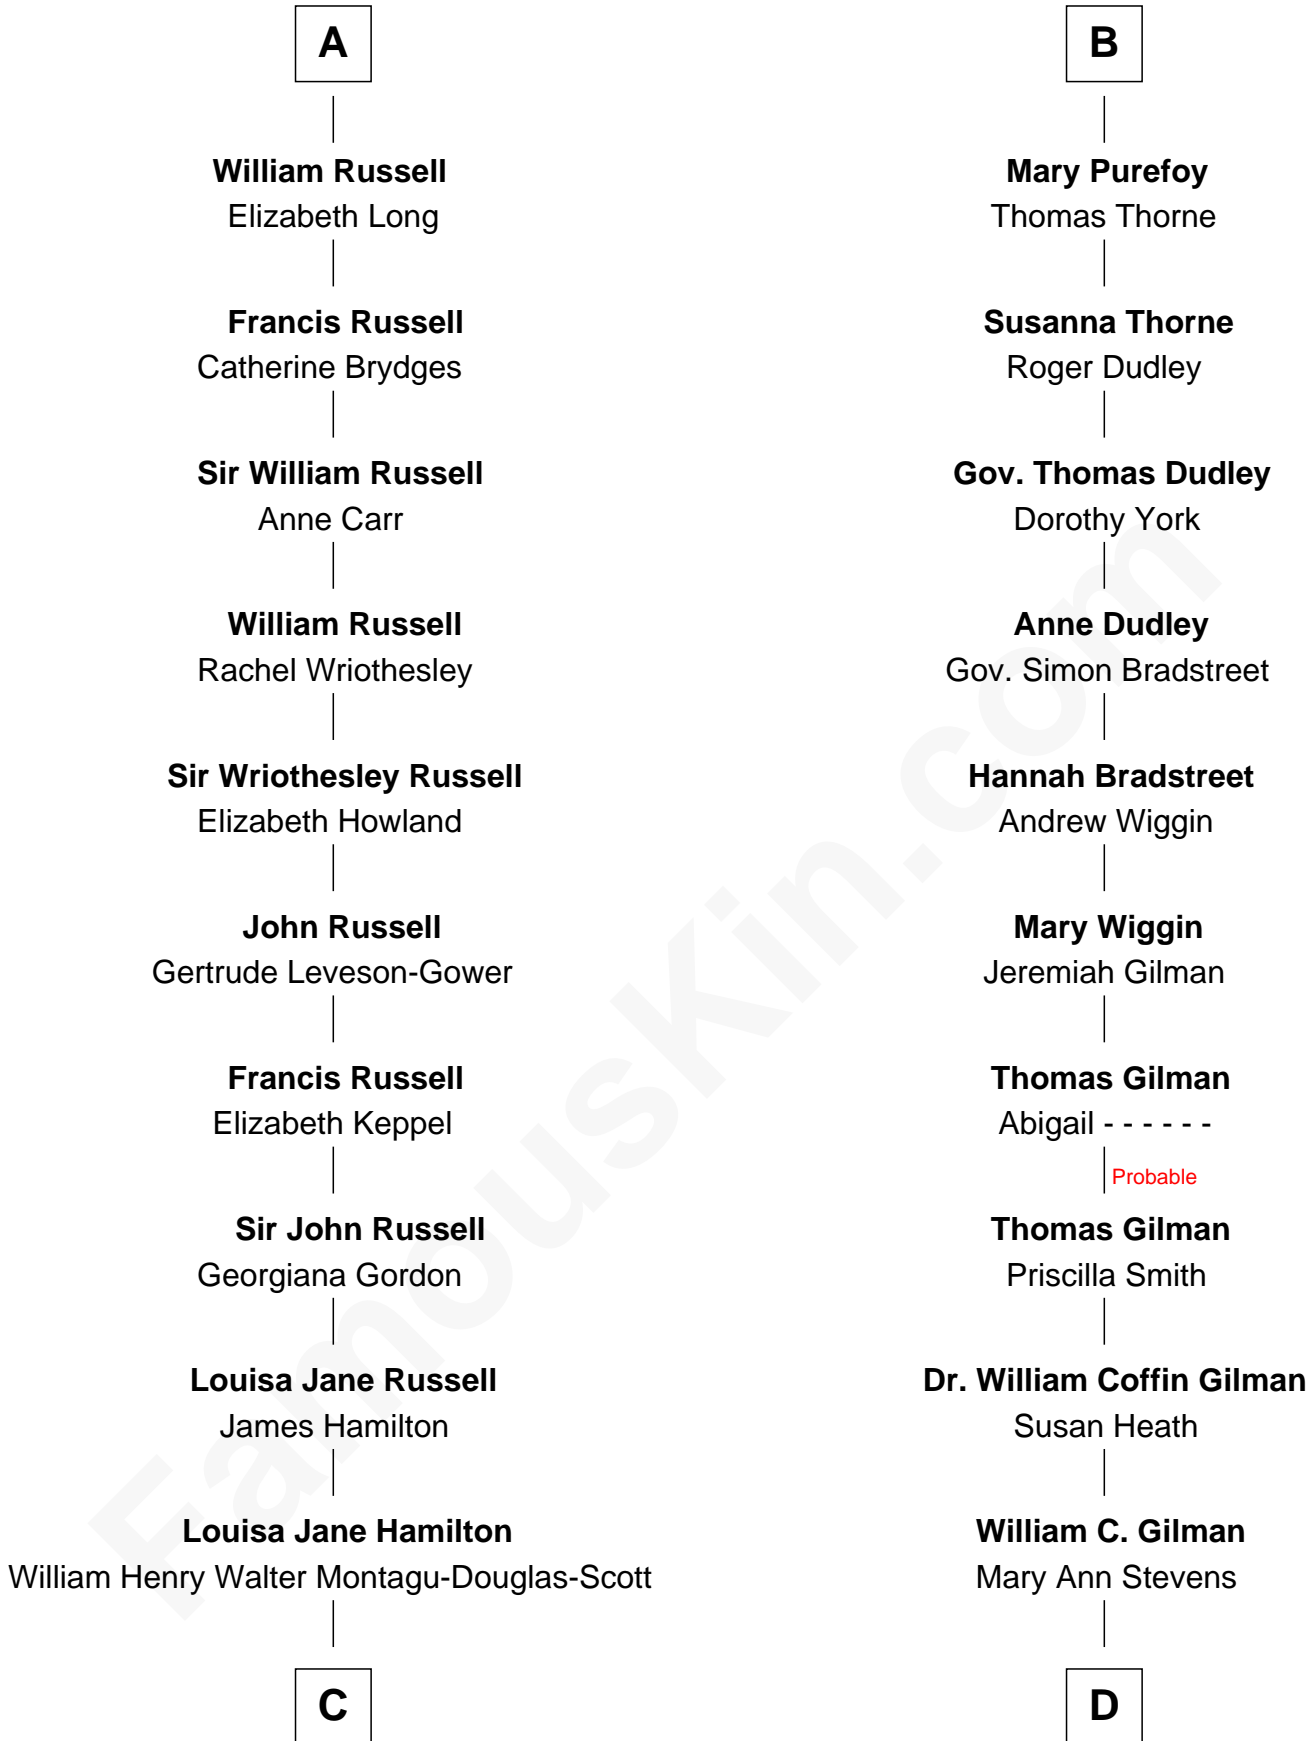 A
William Russell
Elizabeth Long
Francis Russell
Catherine Brydges
Sir William Russell
Anne Carr
William Russell
Rachel Wriothesley
Sir Wriothesley Russell
Elizabeth Howland
John Russell
Gertrude Leveson-Gower
Francis Russell
Elizabeth Keppel
Sir John Russell
Georgiana Gordon
Louisa Jane Russell
James Hamilton
Louisa Jane Hamilton
William Henry Walter Montagu-Douglas-Scott
C
B
Mary Purefoy
Thomas Thorne
Susanna Thorne
Roger Dudley
Gov. Thomas Dudley
Dorothy York
Anne Dudley
Gov. Simon Bradstreet
Hannah Bradstreet
Andrew Wiggin
Mary Wiggin
Jeremiah Gilman
Thomas Gilman
Abigail - - - - - -
Probable
Thomas Gilman
Priscilla Smith
Dr. William Coffin Gilman
Susan Heath
William C. Gilman
Mary Ann Stevens
D
FamousKin.com